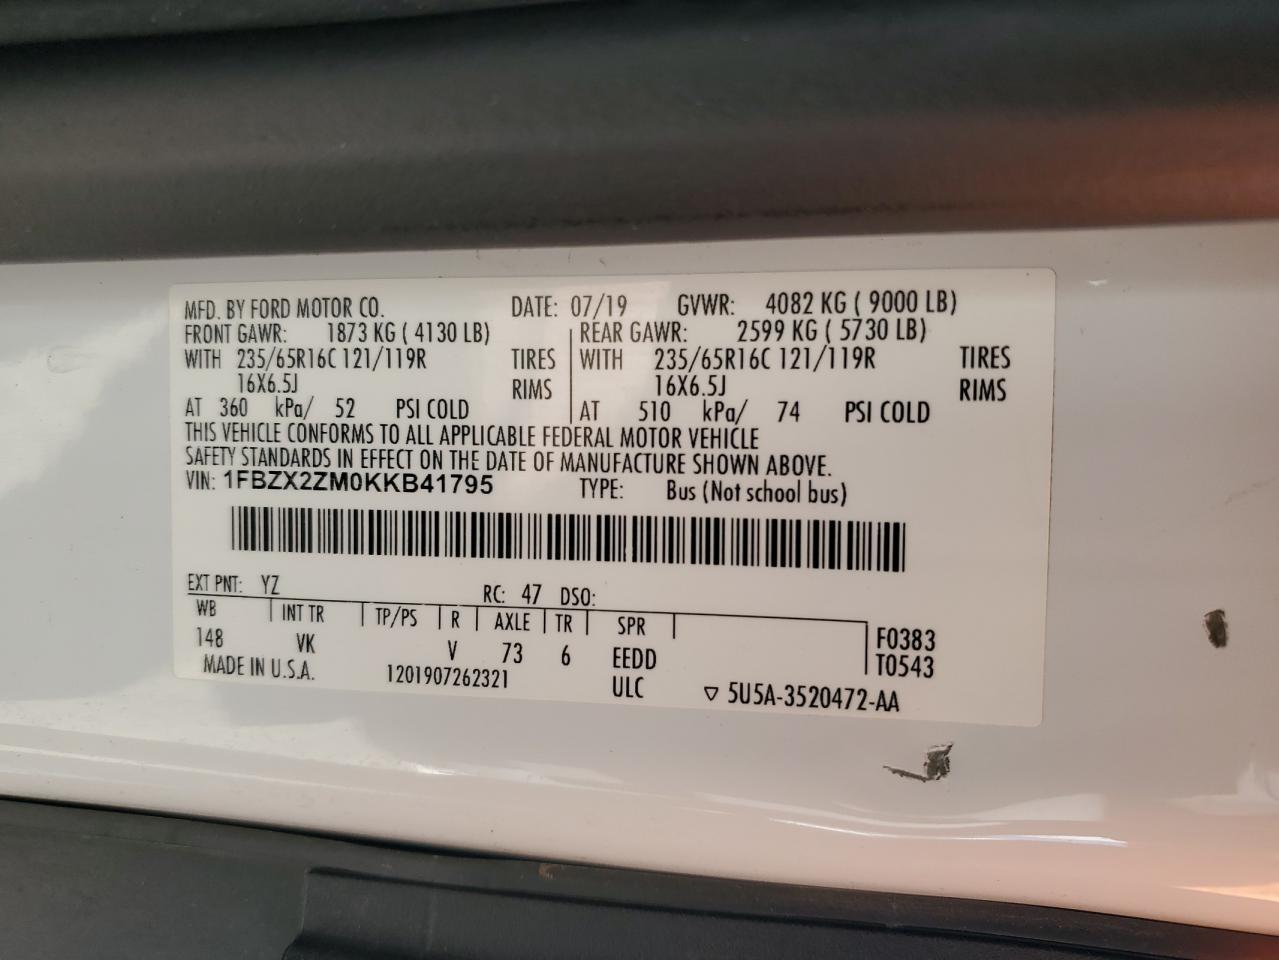 MFD. BY FORD MOTOR CO. DATE: 07/19 GVWR: 4082 KG ( 9000 LB)
FRONT GAWR: 1873 KG ( 4130 LB) REAR GAWR: 2599 KG ( 5730 LB)
WITH 235/65R16C 121/119R TIRES WITH 235/65R16C 121/119R TIRES
16X6.5J RIMS 16X6.5J RIMS
AT 360 kPa/ 52 PSI COLD AT 510 kPa/ 74 PSI COLD
THIS VEHICLE CONFORMS TO ALL APPLICABLE FEDERAL MOTOR VEHICLE
SAFETY STANDARDS IN EFFECT ON THE DATE OF MANUFACTURE SHOWN ABOVE.
VIN: 1FBZX2ZM0KKB41795 TYPE: Bus (Not school bus)
EXT PNT: YZ RC: 47 DSO:
WB INT TR TP/PS R AXLE TR SPR F0383
148 VK V 73 6 EEDD T0543
MADE IN U.S.A. 1201907262321 ULC ▽ 5U5A-3520472-AA